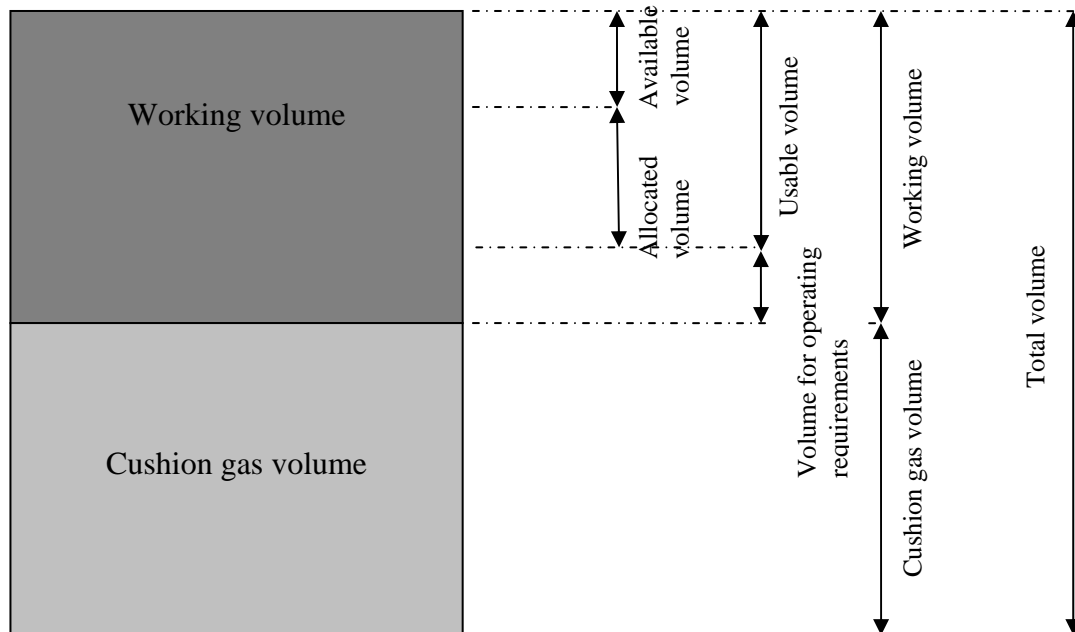 Working volume
Cushion gas volume
Available
volume
Allocated
volume
Usable volume
Volume for operating
requirements
Working volume
Cushion gas volume
Total volume